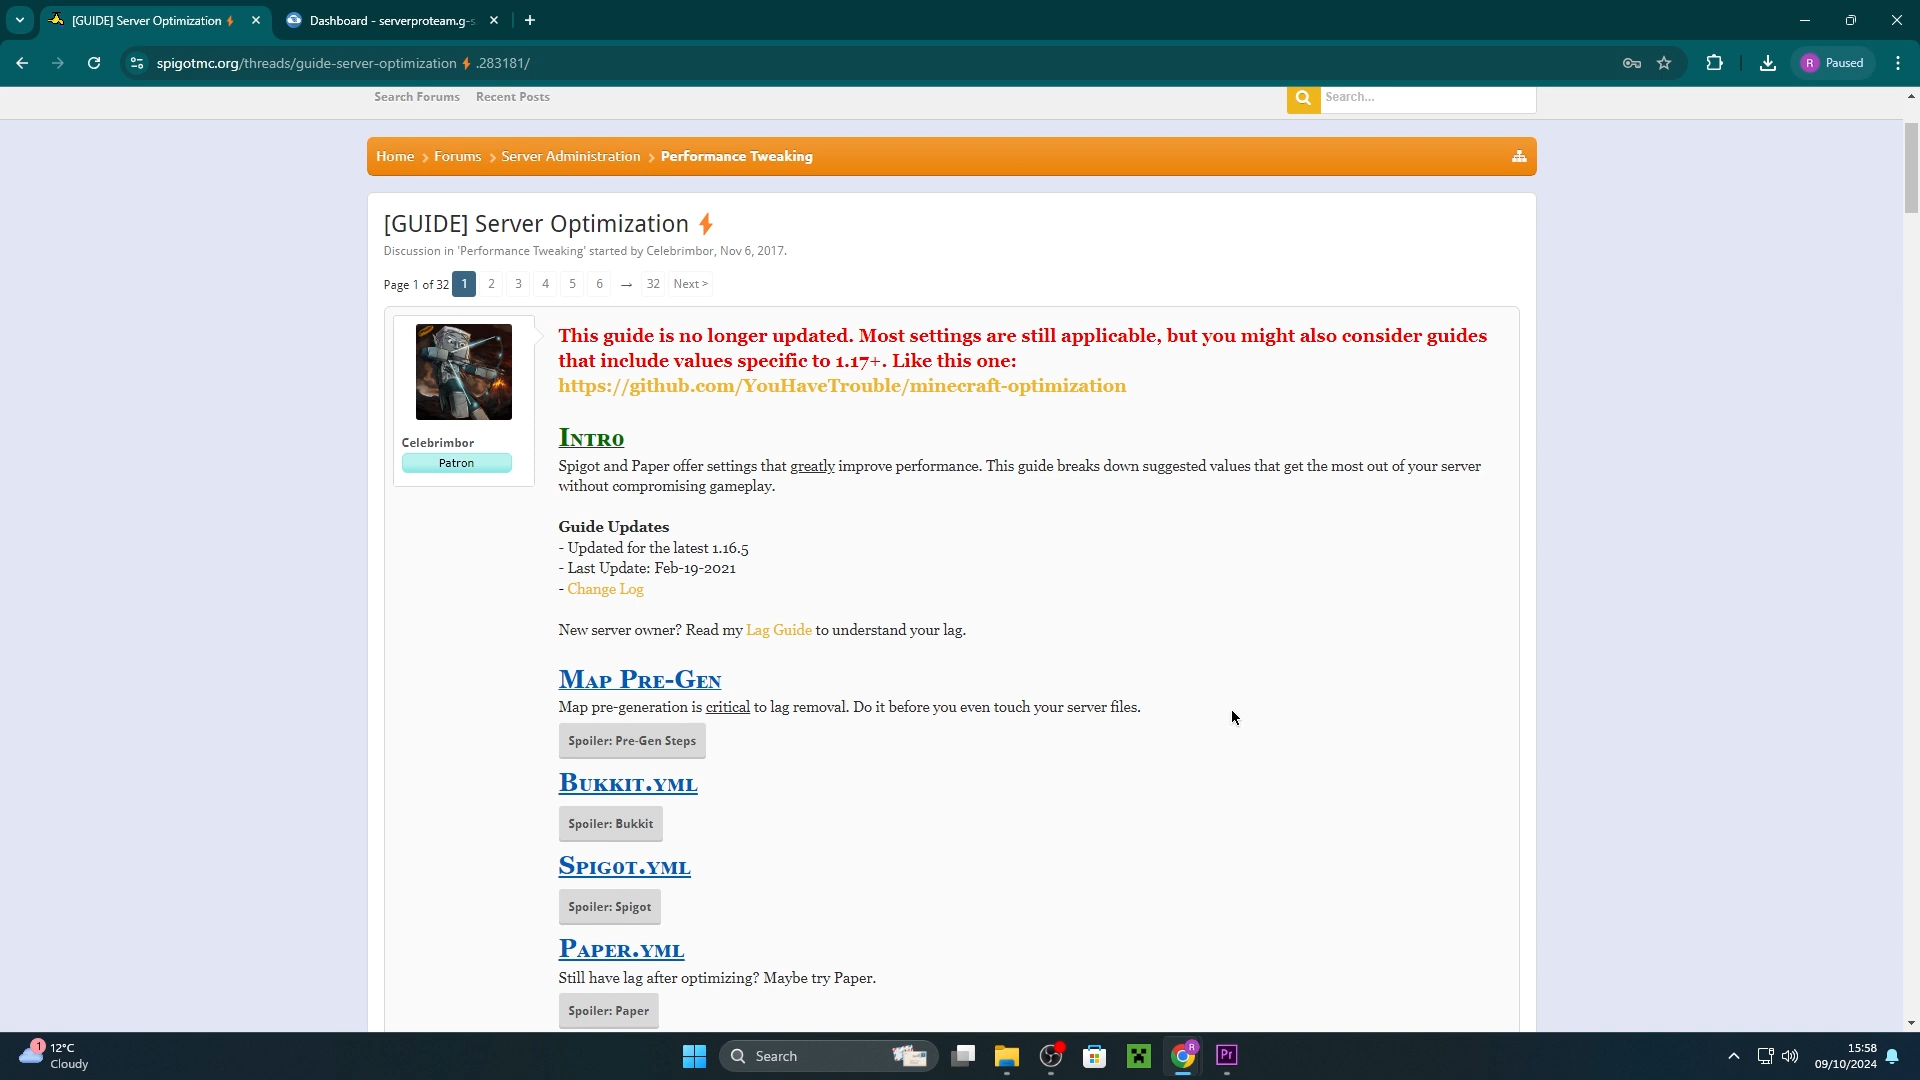 [GUIDE] Server Optimization
Dashboard - serverproteam.g-s
spigotmc.org/threads/guide-server-optimization⚡.283181/
R Paused
Search Forums Recent Posts
Search...
Home Forums Server Administration Performance Tweaking
[GUIDE] Server Optimization ⚡
Discussion in 'Performance Tweaking' started by Celebrimbor, Nov 6, 2017.
Page 1 of 32 1 2 3 4 5 6 → 32 Next >
This guide is no longer updated. Most settings are still applicable, but you might also consider guides
that include values specific to 1.17+. Like this one:
https://github.com/YouHaveTrouble/minecraft-optimization
Celebrimbor
Patron
Intro
Spigot and Paper offer settings that greatly improve performance. This guide breaks down suggested values that get the most out of your server
without compromising gameplay.
Guide Updates
- Updated for the latest 1.16.5
- Last Update: Feb-19-2021
- Change Log
New server owner? Read my Lag Guide to understand your lag.
Map Pre-Gen
Map pre-generation is critical to lag removal. Do it before you even touch your server files.
Spoiler: Pre-Gen Steps
Bukkit.yml
Spoiler: Bukkit
Spigot.yml
Spoiler: Spigot
Paper.yml
Still have lag after optimizing? Maybe try Paper.
Spoiler: Paper
1
12°C
Cloudy
Search
R
Pr
15:58
09/10/2024